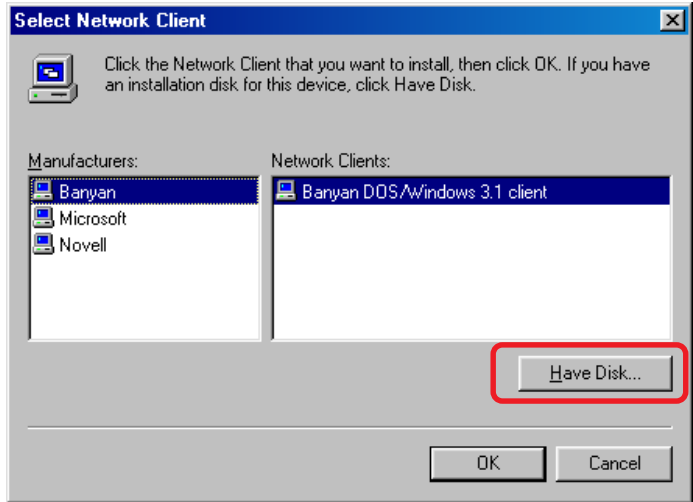 Select Network Client
Click the Network Client that you want to install, then click OK. If you have
an installation disk for this device, click Have Disk.
Manufacturers:
Network Clients:
Banyan
Microsoft
Novell
Banyan DOS/Windows 3.1 client
Have Disk...
OK
Cancel